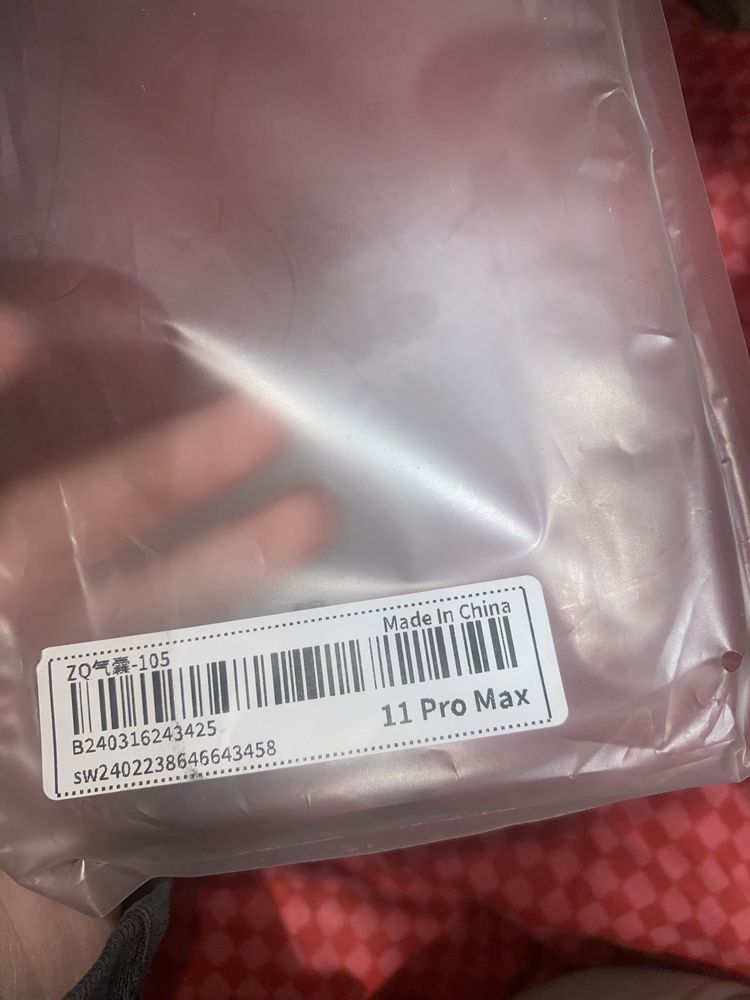 Made In China
ZQ气囊-105
B240316243425
11 Pro Max
sw2402238646643458